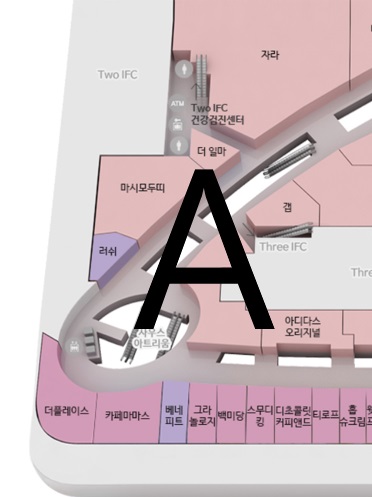 자라
Two IFC
ATM
Two IFC
건강검진센터
더 일마
마시모두띠
갭
러쉬
Three IFC
Thre
A
사우스
아트리움
아디다스
오리지널
더플레이스
카페마마스
베네
피트
그라
놀로지
백미당
스무디
킹
디초콜릿
커피앤드
티로프
홉
슈크림